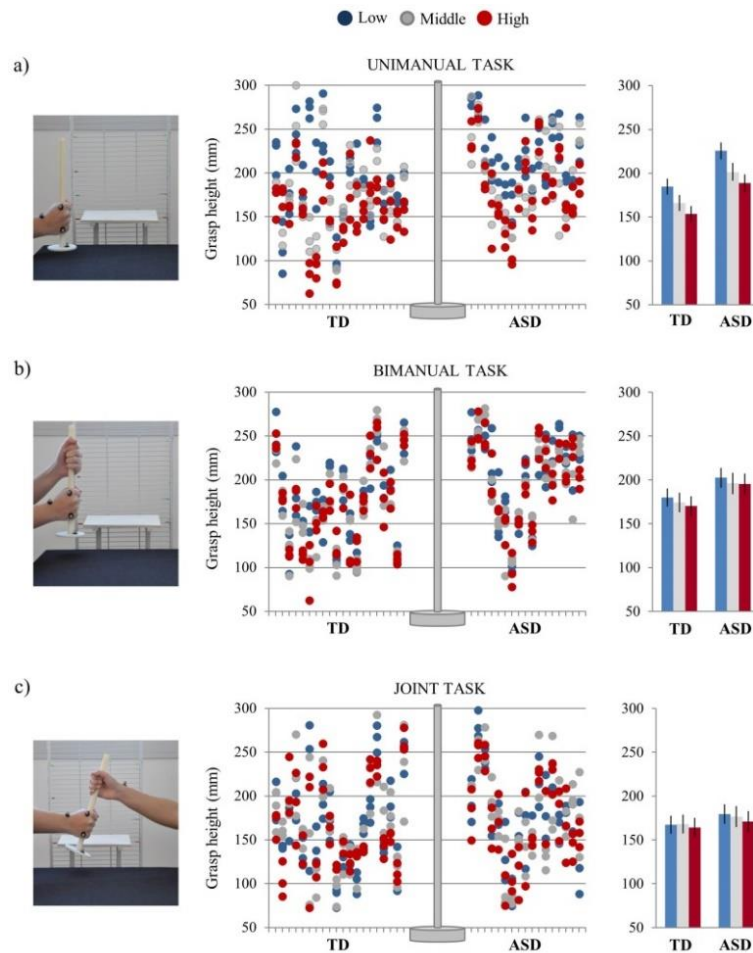 Low Middle High
a)
UNIMANUAL TASK
Grasp height (mm)
300
250
200
150
100
50
TD ASD
300
250
200
150
100
50
TD ASD
b)
BIMANUAL TASK
Grasp height (mm)
300
250
200
150
100
50
TD ASD
300
250
200
150
100
50
TD ASD
c)
JOINT TASK
Grasp height (mm)
300
250
200
150
100
50
TD ASD
300
250
200
150
100
50
TD ASD